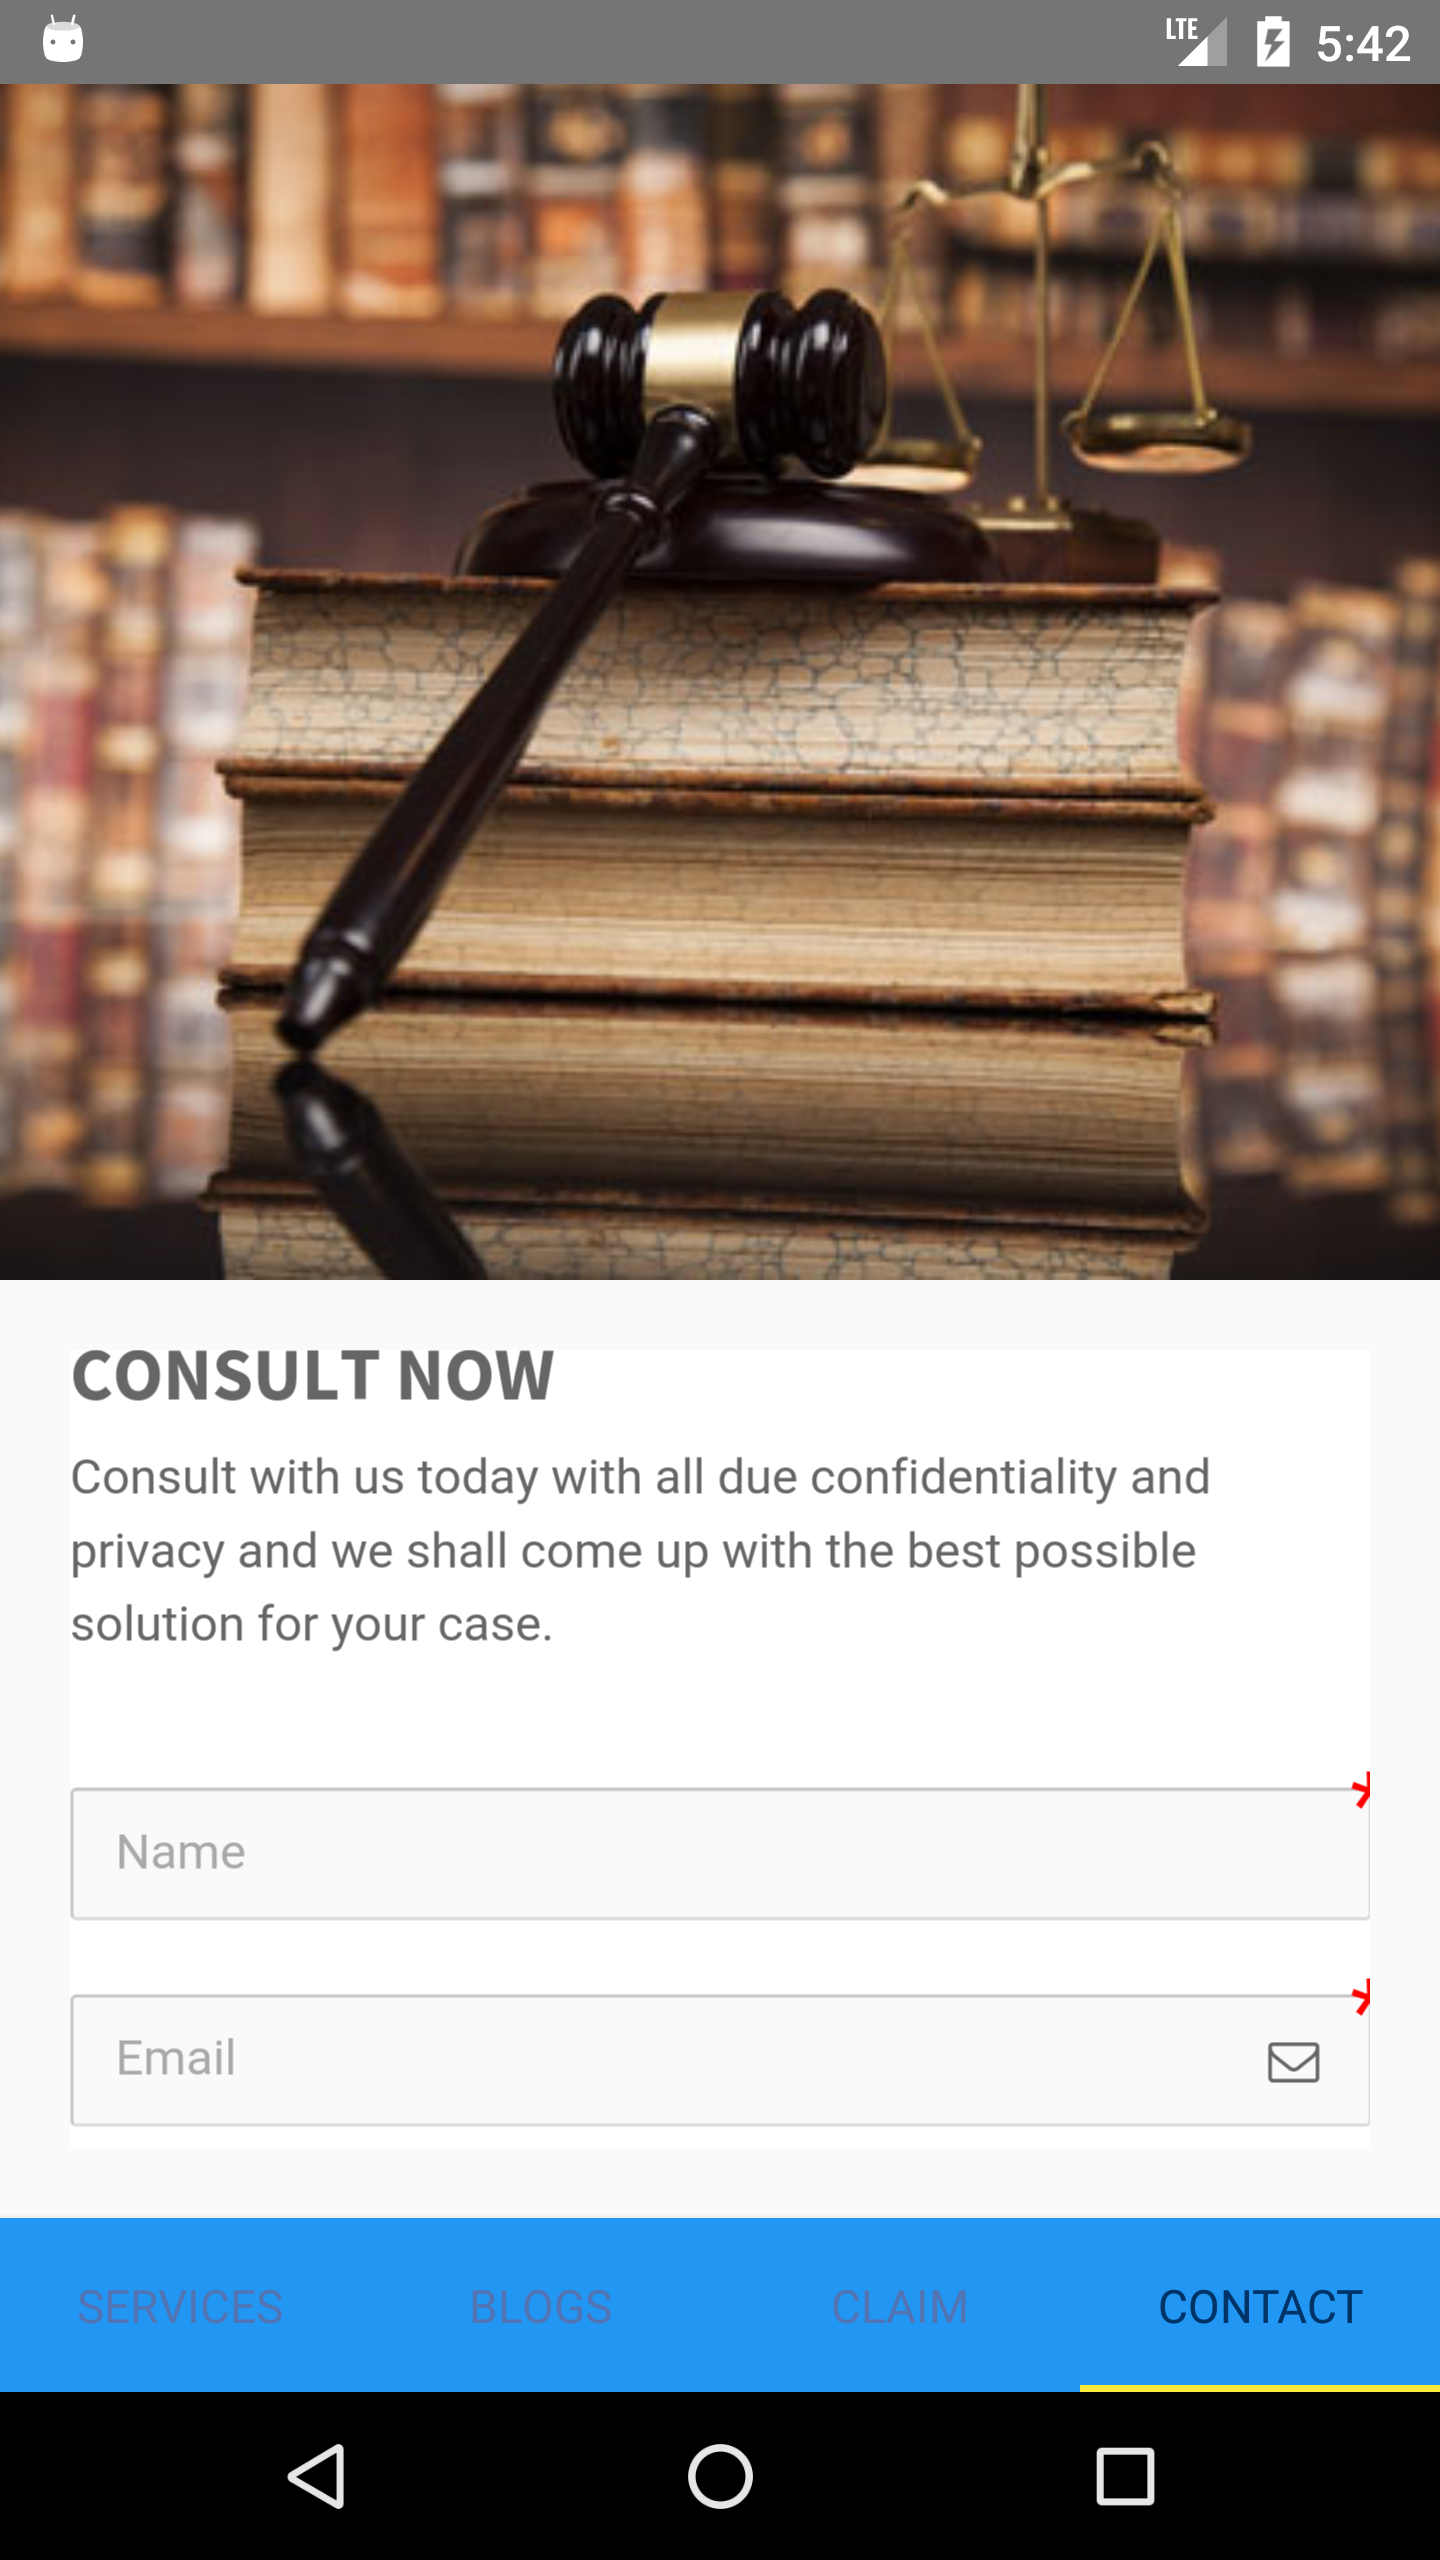 LTE 5:42
CONSULT NOW
Consult with us today with all due confidentiality and
privacy and we shall come up with the best possible
solution for your case.
*
Name
*
Email
SERVICES BLOGS CLAIM CONTACT